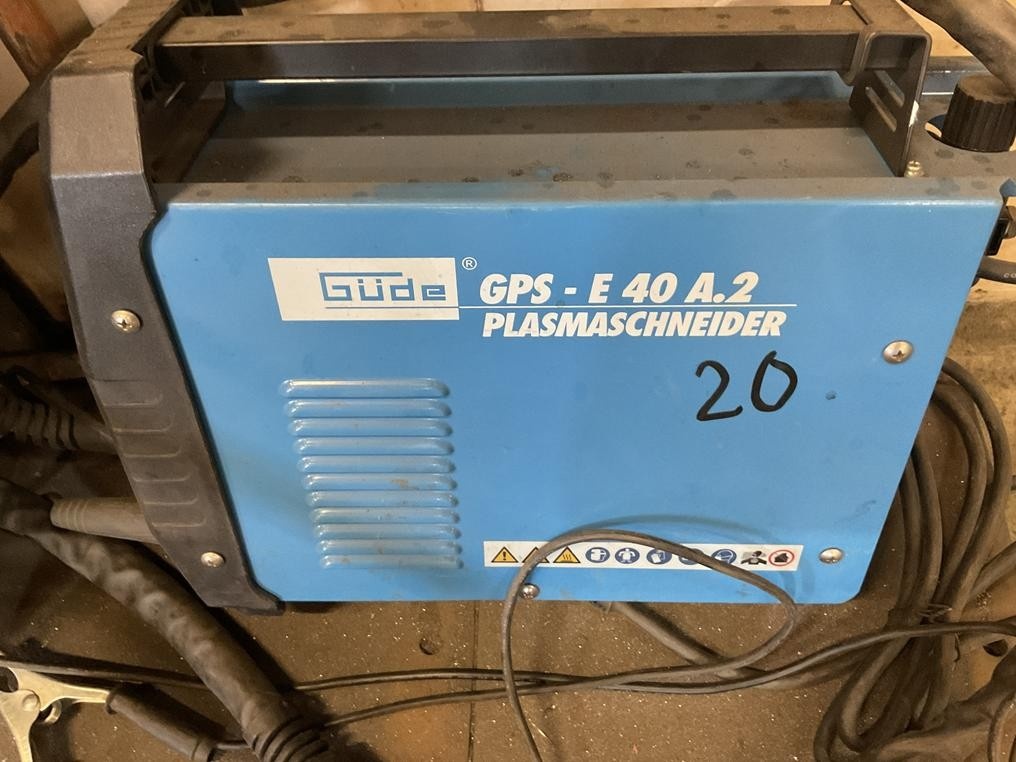 Güde® GPS - E 40 A.2
PLASMASCHNEIDER
20